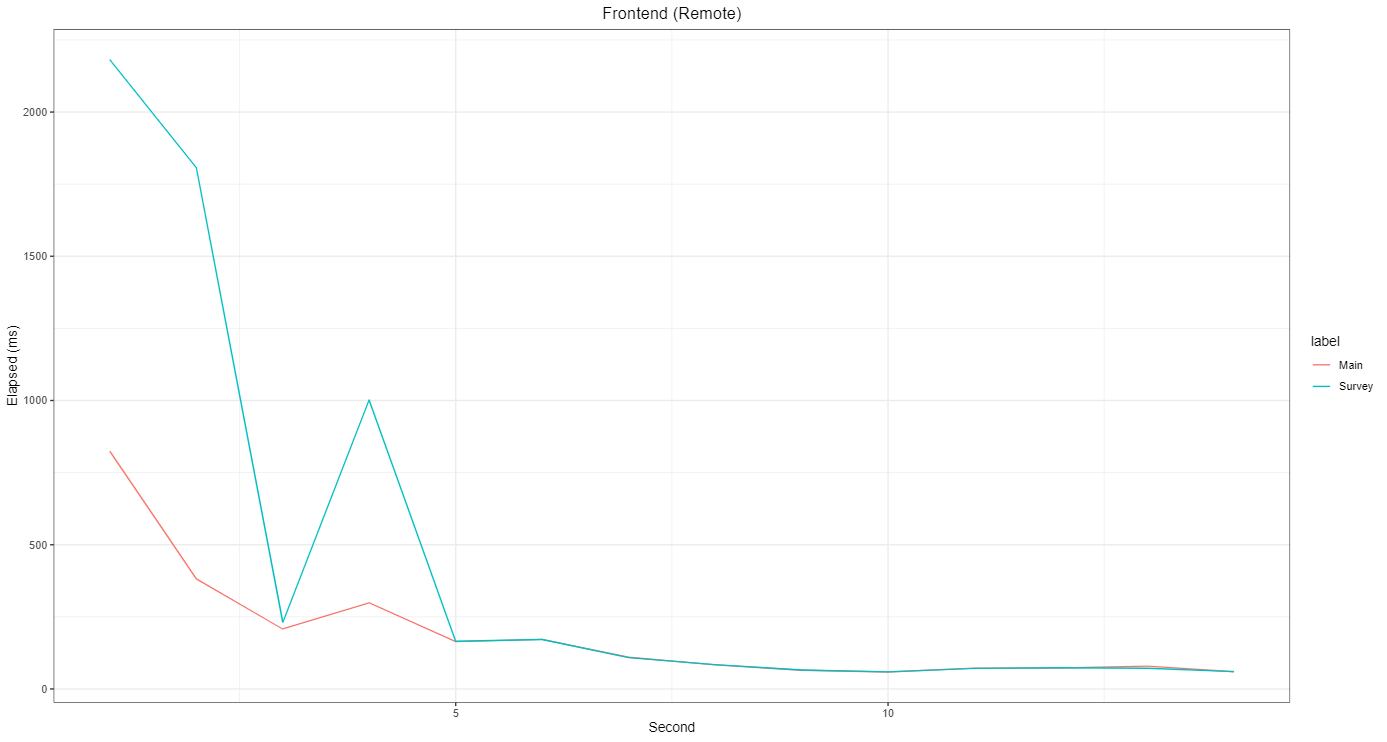 Frontend (Remote)
Elapsed (ms)
2000
1500
1000
500
0
5
10
Second
label
Main
Survey